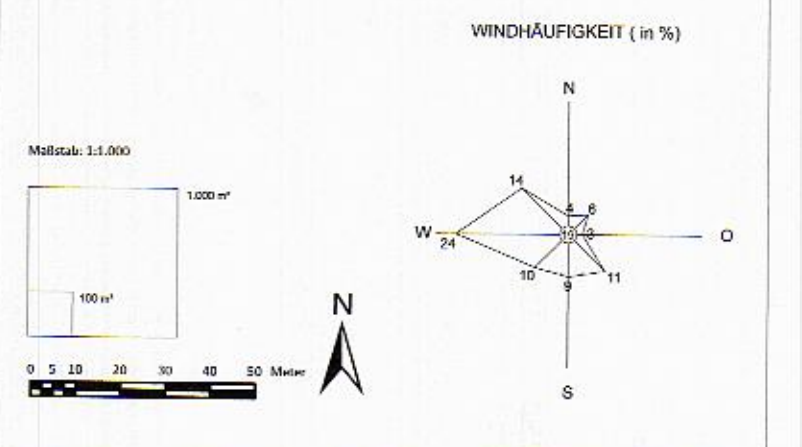 WINDHÄUFIGKEIT ( in %)
N
Maßstab: 1:1.000
1.000 m²
100 m²
14
4 6
W
24
19
3
O
10
9
11
N
0 5 10 20 30 40 50 Meter
S